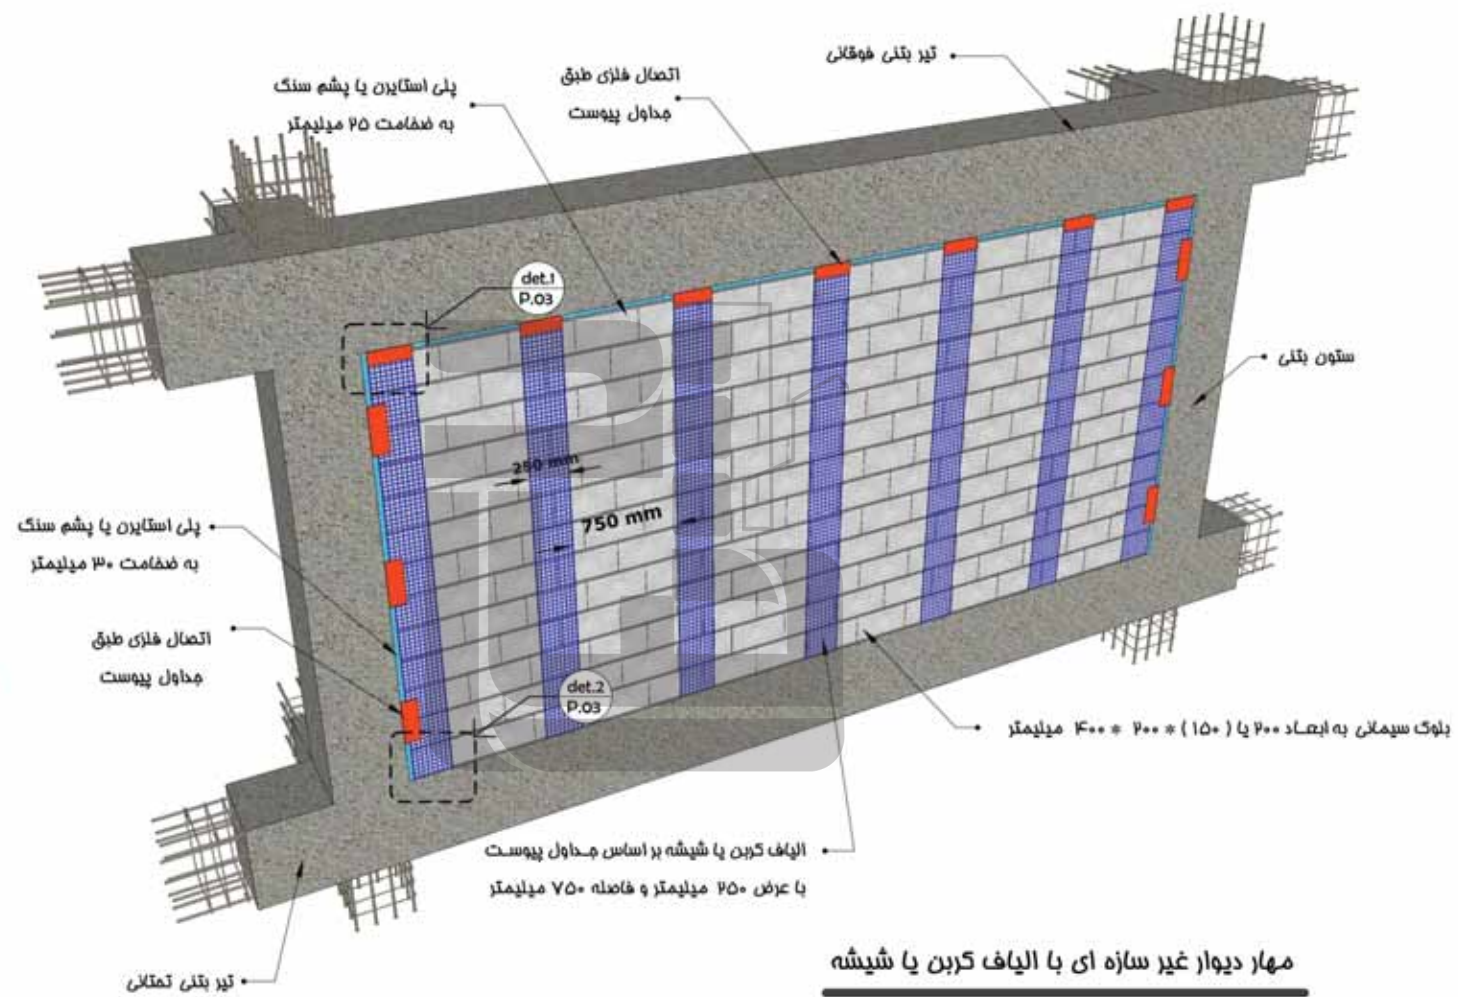 تیر بتنی فوقانی
اتصال فلزی طبق
جداول پیوست
پلی استایرن یا پشم سنگ
به ضخامت ۲۵ میلیمتر
det.1
P.03
ستون بتنی
250 mm
750 mm
پلی استایرن یا پشم سنگ
به ضخامت ۳۰ میلیمتر
اتصال فلزی طبق
جداول پیوست
det.2
P.03
بلوک سیمانی به ابعاد ۲۰۰ یا ( ۱۵۰ ) * ۲۰۰ * ۴۰۰ میلیمتر
الیاف کربن یا شیشه بر اساس جداول پیوست
با عرض ۲۵۰ میلیمتر و فاصله ۷۵۰ میلیمتر
تیر بتنی تحتانی
مهار دیوار غیر سازه ای با الیاف کربن یا شیشه